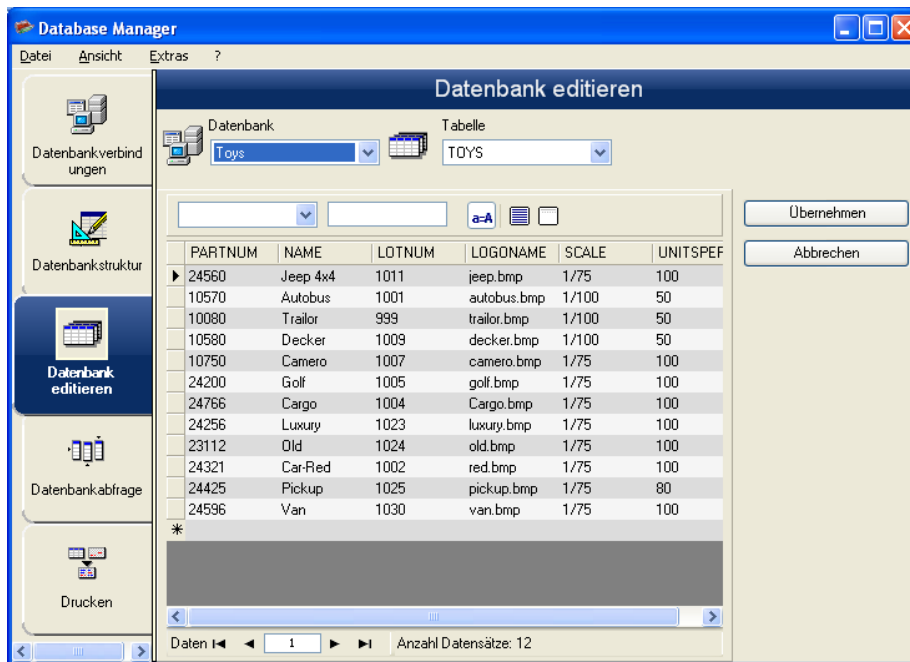 Database Manager
Datei Ansicht Extras ?
Datenbankverbind
ungen
Datenbankstruktur
Datenbank
editieren
Datenbankabfrage
Drucken
Datenbank editieren
Datenbank Tabelle
Toys TOYS
a=A
Übernehmen
Abbrechen
PARTNUM NAME LOTNUM LOGONAME SCALE UNITSPER
24560 Jeep 4x4 1011 jeep.bmp 1/75 100
10570 Autobus 1001 autobus.bmp 1/100 50
10080 Trailor 999 trailor.bmp 1/100 50
10580 Decker 1009 decker.bmp 1/100 50
10750 Camero 1007 camero.bmp 1/75 100
24200 Golf 1005 golf.bmp 1/75 100
24766 Cargo 1004 Cargo.bmp 1/75 100
24256 Luxury 1023 luxury.bmp 1/75 100
23112 Old 1024 old.bmp 1/75 100
24321 Car-Red 1002 red.bmp 1/75 100
24425 Pickup 1025 pickup.bmp 1/75 80
24596 Van 1030 van.bmp 1/75 100
Daten 1 Anzahl Datensätze: 12